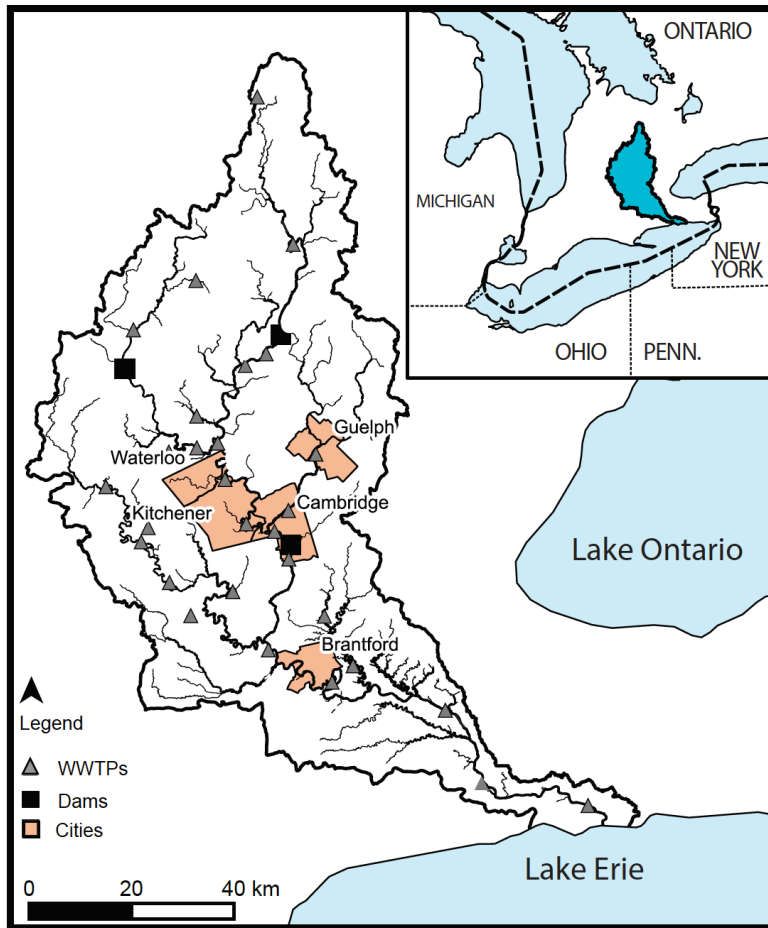 ONTARIO
MICHIGAN
NEW
YORK
OHIO
PENN.
Guelph
Waterloo
Cambridge
Kitchener
Lake Ontario
Brantford
Legend
WWTPs
Dams
Cities
Lake Erie
0 20 40 km